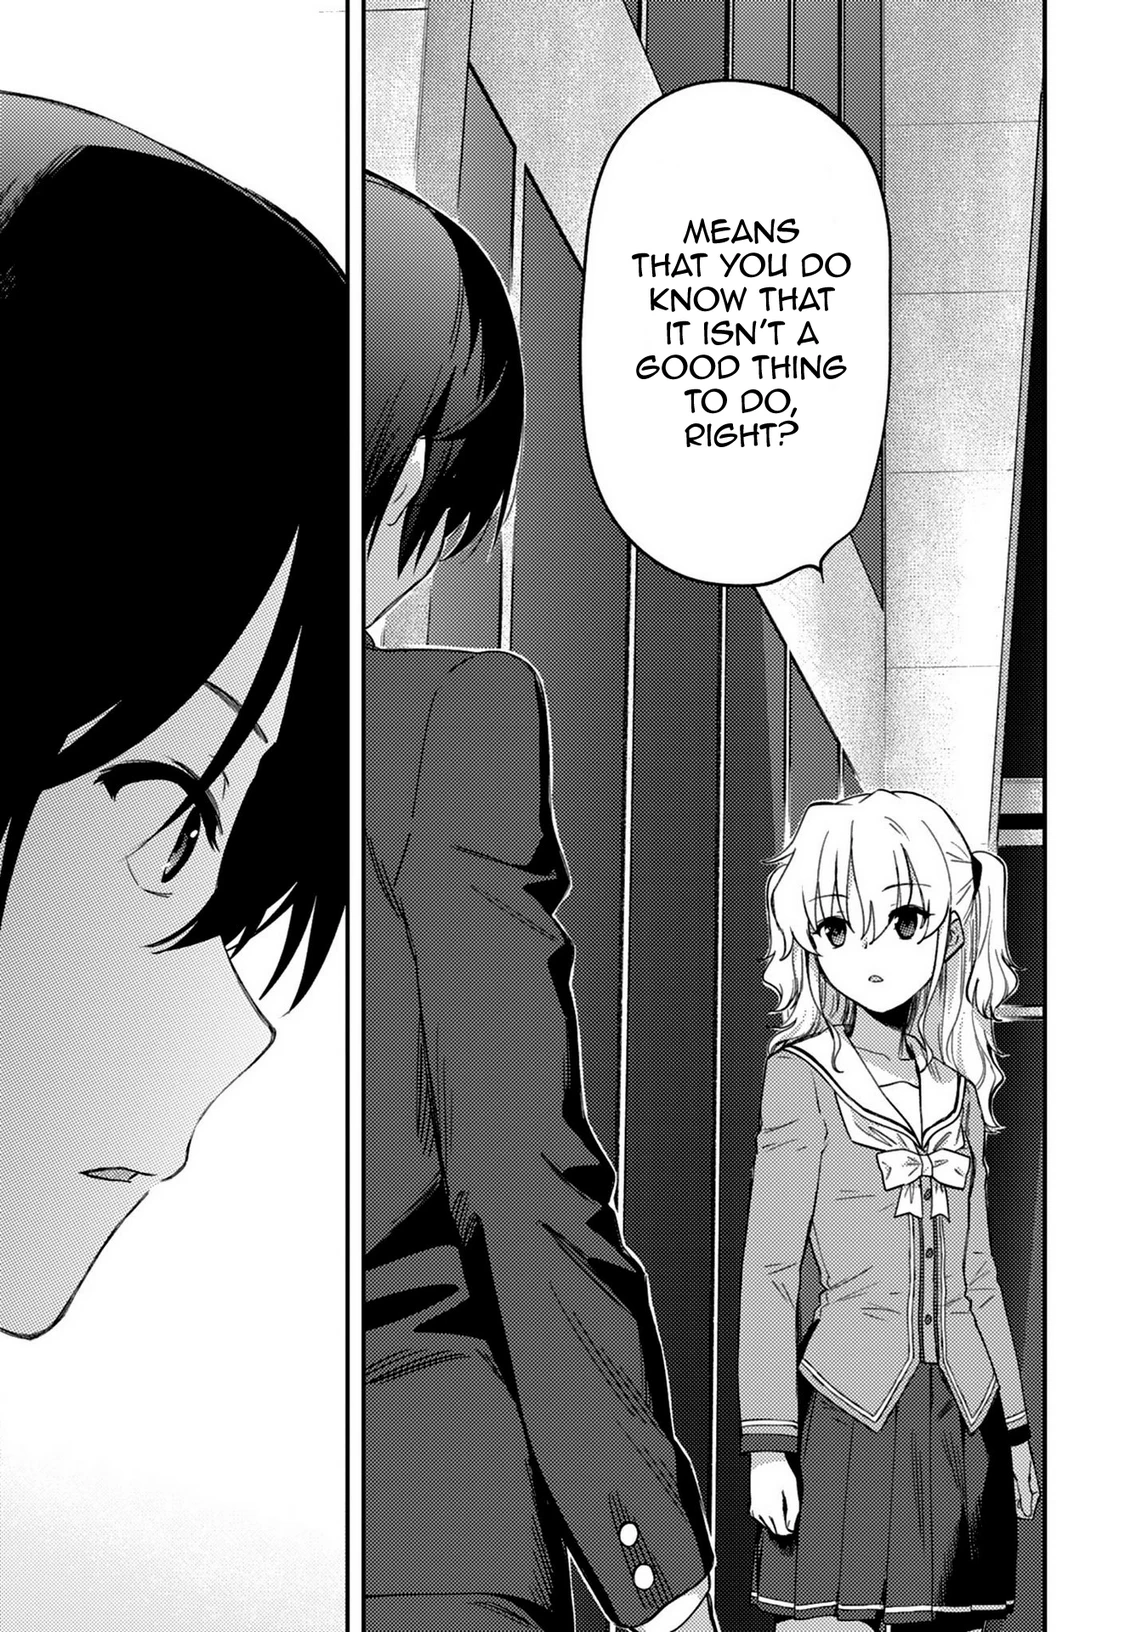 MEANS
THAT YOU DO
KNOW THAT
IT ISN'T A
GOOD THING
TO DO,
RIGHT?